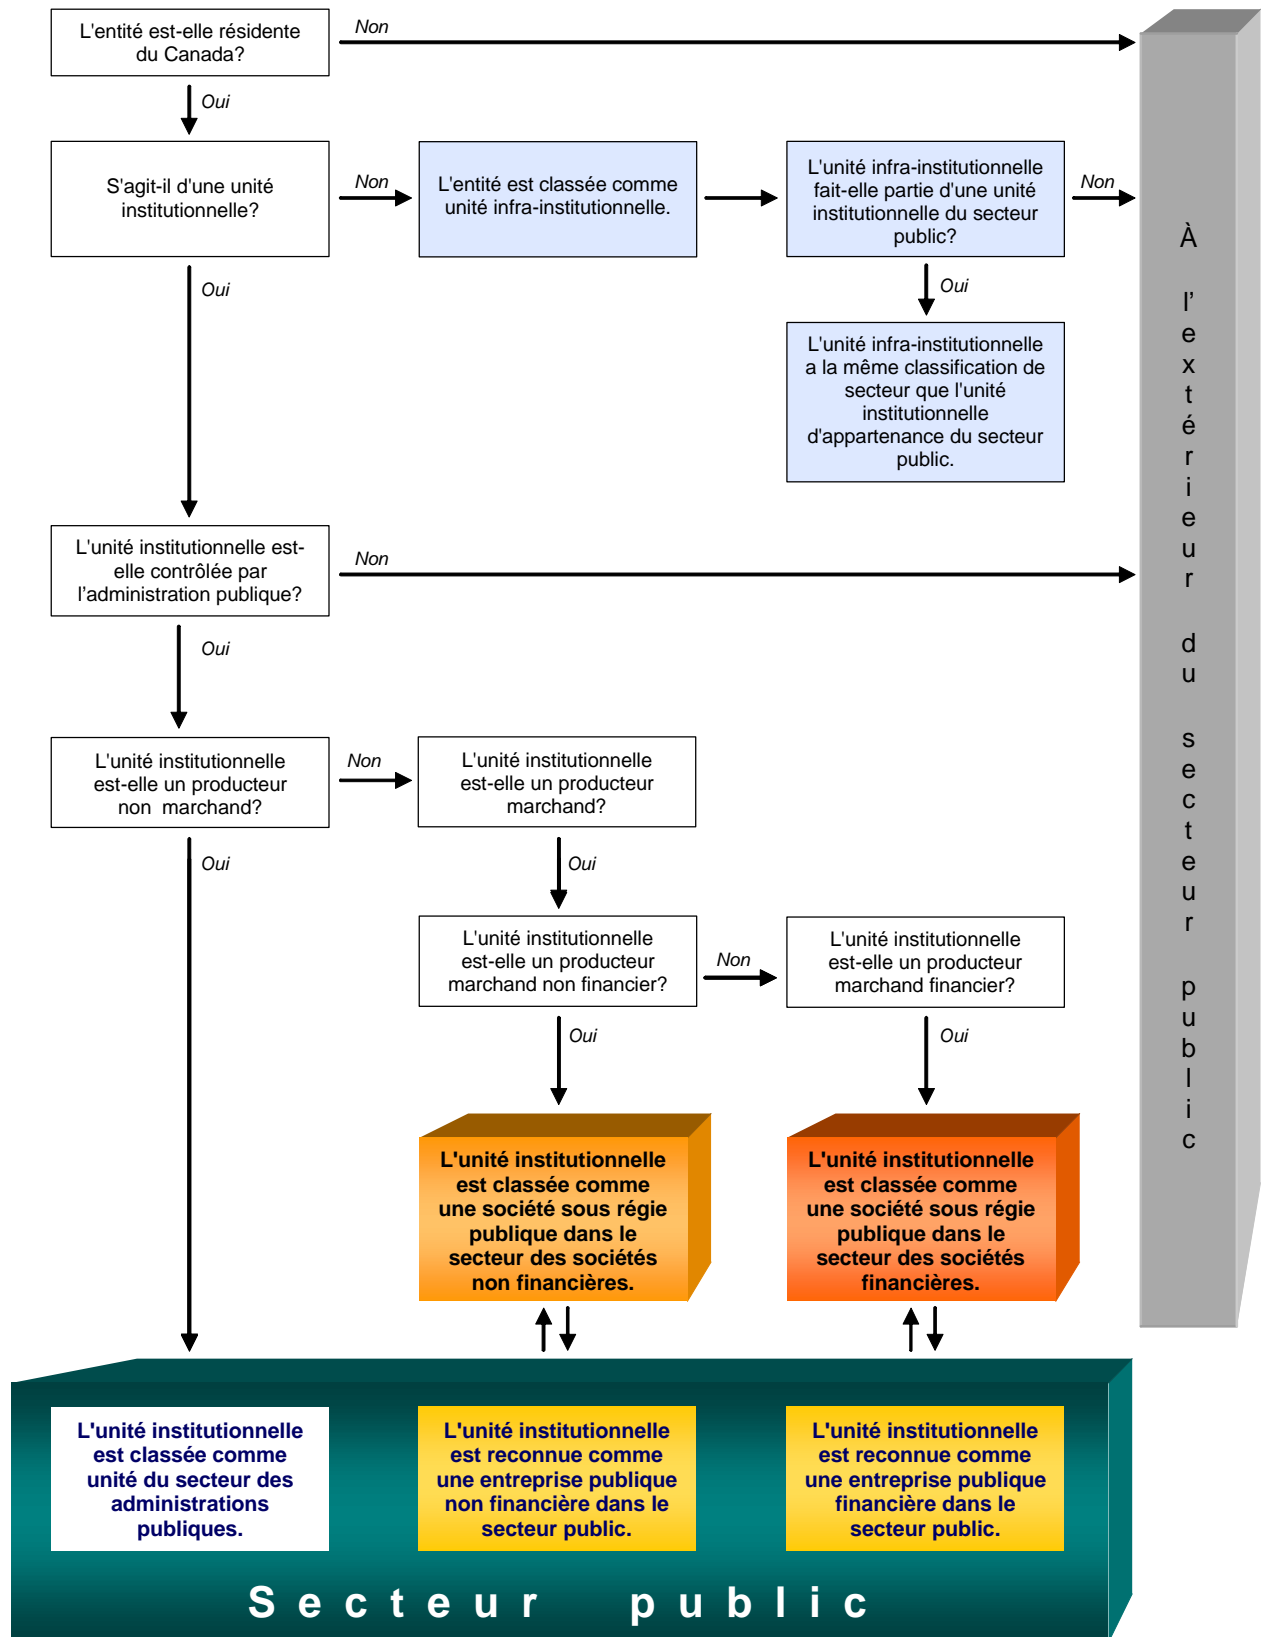 L'entité est-elle résidente
du Canada?
Non
Oui
S'agit-il d'une unité
institutionnelle?
Non
L'entité est classée comme
unité infra-institutionnelle.
L'unité infra-institutionnelle
fait-elle partie d'une unité
institutionnelle du secteur
public?
Non
Oui
Oui
L'unité infra-institutionnelle
a la même classification de
secteur que l'unité
institutionnelle
d'appartenance du secteur
public.
L'unité institutionnelle est-
elle contrôlée par
l’administration publique?
Non
Oui
L'unité institutionnelle
est-elle un producteur
non marchand?
Non
L'unité institutionnelle
est-elle un producteur
marchand?
Oui
Oui
L'unité institutionnelle
est-elle un producteur
marchand non financier?
Non
L'unité institutionnelle
est-elle un producteur
marchand financier?
Oui
Oui
L'unité institutionnelle
est classée comme
une société sous régie
publique dans le
secteur des sociétés
non financières.
L'unité institutionnelle
est classée comme
une société sous régie
publique dans le
secteur des sociétés
financières.
À l’extérieur du secteur public
L'unité institutionnelle
est classée comme
unité du secteur des
administrations
publiques.
L'unité institutionnelle
est reconnue comme
une entreprise publique
non financière dans le
secteur public.
L'unité institutionnelle
est reconnue comme
une entreprise publique
financière dans le
secteur public.
Secteur public